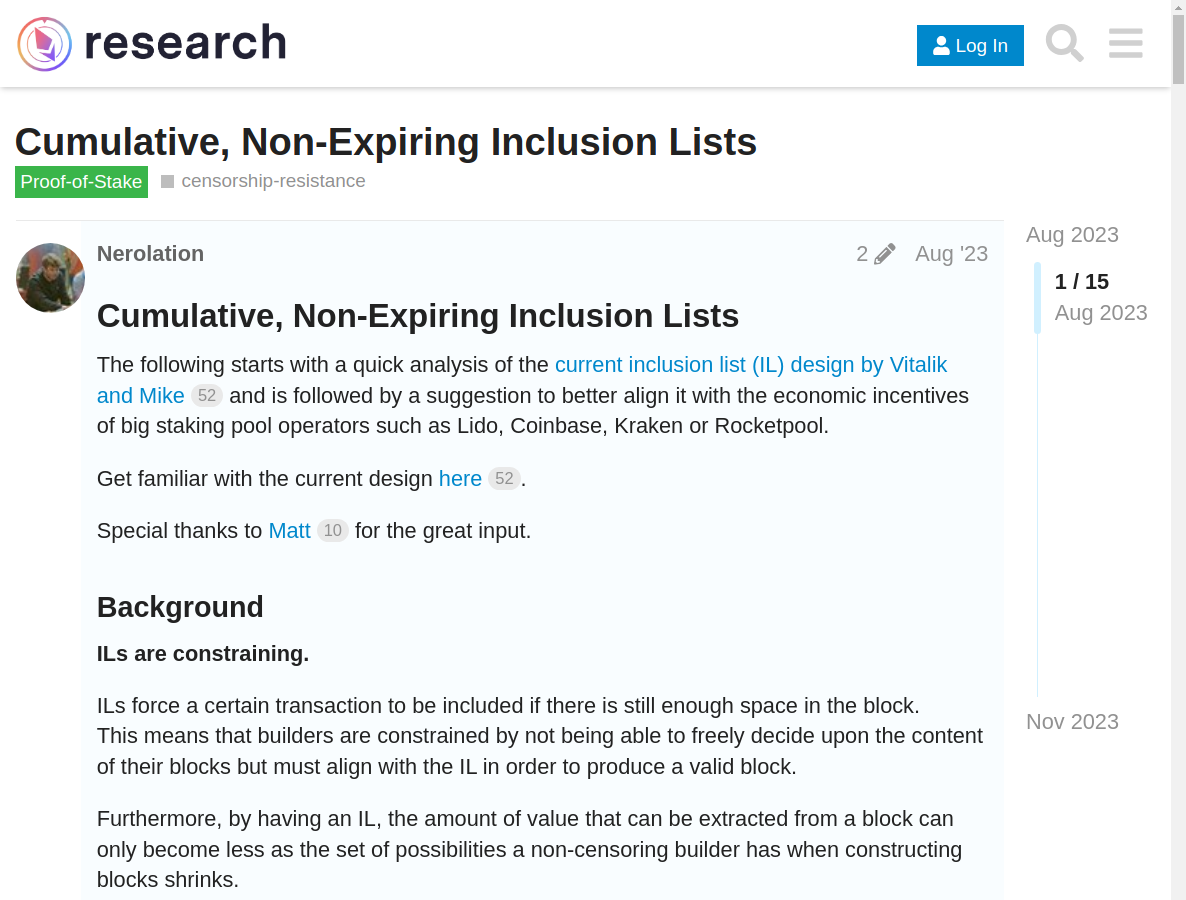 research
Log In
Cumulative, Non-Expiring Inclusion Lists
Proof-of-Stake censorship-resistance
Nerolation 2 Aug '23
Cumulative, Non-Expiring Inclusion Lists
The following starts with a quick analysis of the current inclusion list (IL) design by Vitalik
and Mike 52 and is followed by a suggestion to better align it with the economic incentives
of big staking pool operators such as Lido, Coinbase, Kraken or Rocketpool.
Get familiar with the current design here 52.
Special thanks to Matt 10 for the great input.
Background
ILs are constraining.
ILs force a certain transaction to be included if there is still enough space in the block.
This means that builders are constrained by not being able to freely decide upon the content
of their blocks but must align with the IL in order to produce a valid block.
Furthermore, by having an IL, the amount of value that can be extracted from a block can
only become less as the set of possibilities a non-censoring builder has when constructing
blocks shrinks.
Aug 2023
1 / 15
Aug 2023
Nov 2023